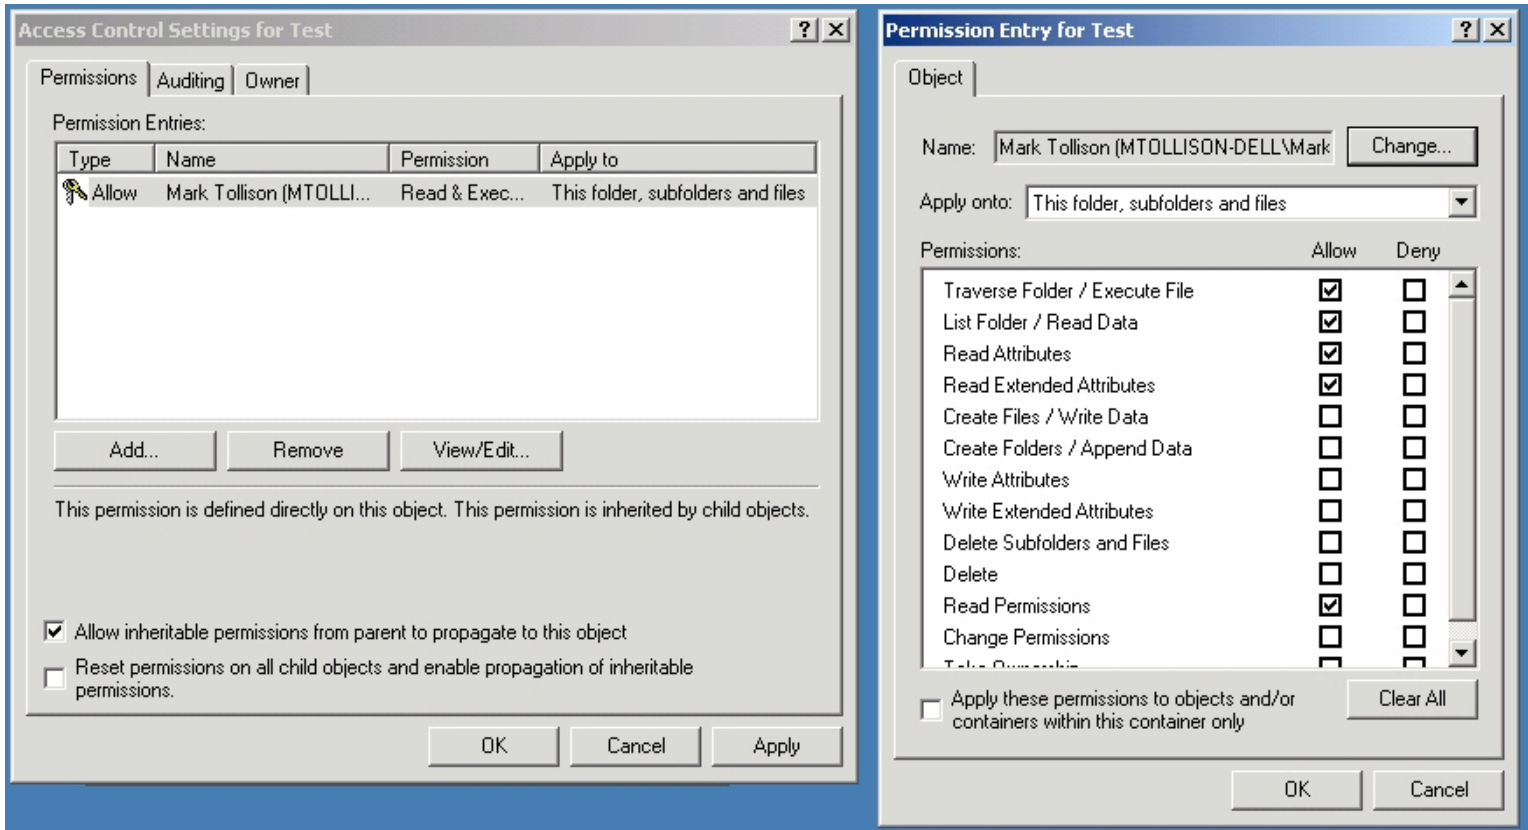 Access Control Settings for Test
Permissions
Auditing
Owner
Permission Entries:
Type Name Permission Apply to
Allow Mark Tollison (MTOLLI... Read & Exec... This folder, subfolders and files
Add... Remove View/Edit...
This permission is defined directly on this object. This permission is inherited by child objects.
Allow inheritable permissions from parent to propagate to this object
Reset permissions on all child objects and enable propagation of inheritable
permissions.
OK Cancel Apply
Permission Entry for Test
Object
Name: Mark Tollison (MTOLLISON-DELL\Mark Change...
Apply onto: This folder, subfolders and files
Permissions: Allow Deny
Traverse Folder / Execute File
List Folder / Read Data
Read Attributes
Read Extended Attributes
Create Files / Write Data
Create Folders / Append Data
Write Attributes
Write Extended Attributes
Delete Subfolders and Files
Delete
Read Permissions
Change Permissions
Take Ownership
Apply these permissions to objects and/or
containers within this container only
Clear All
OK Cancel